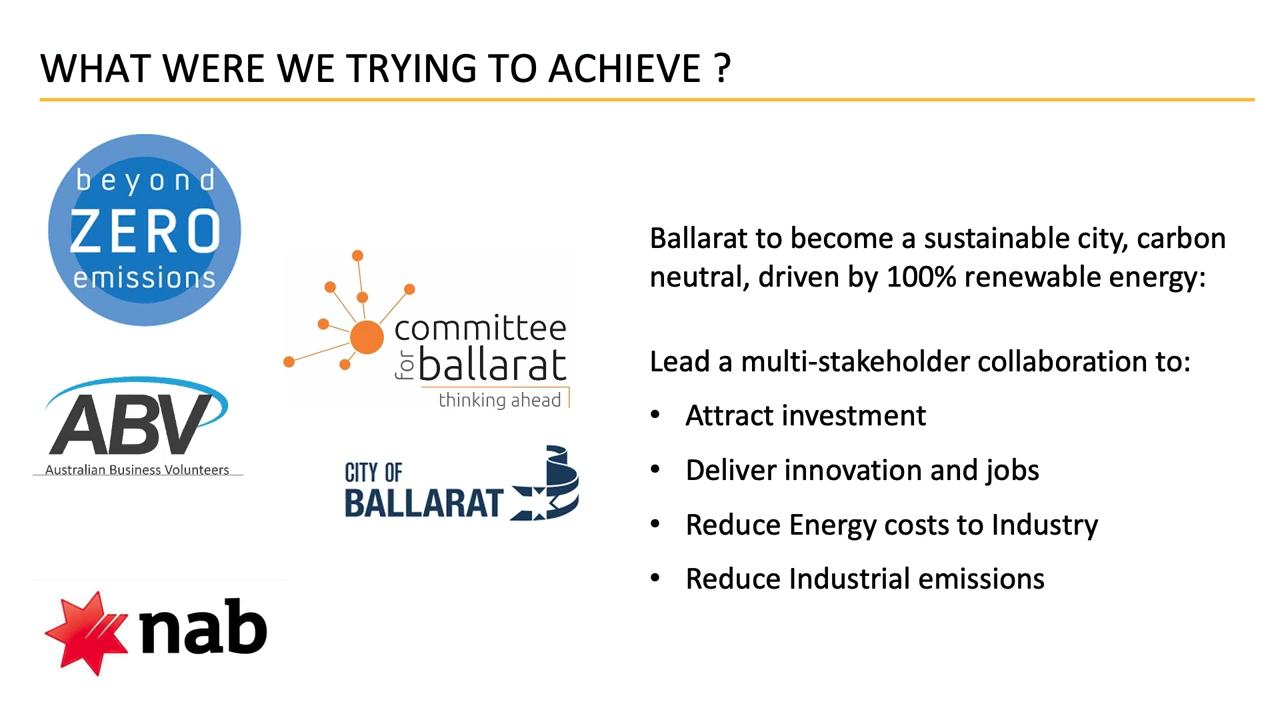 WHAT WERE WE TRYING TO ACHIEVE ?
beyond
ZERO
emissions
committee
for ballarat
thinking ahead
ABV
Australian Business Volunteers
CITY OF
BALLARAT
nab
Ballarat to become a sustainable city, carbon
neutral, driven by 100% renewable energy:
Lead a multi-stakeholder collaboration to:
• Attract investment
• Deliver innovation and jobs
• Reduce Energy costs to Industry
• Reduce Industrial emissions